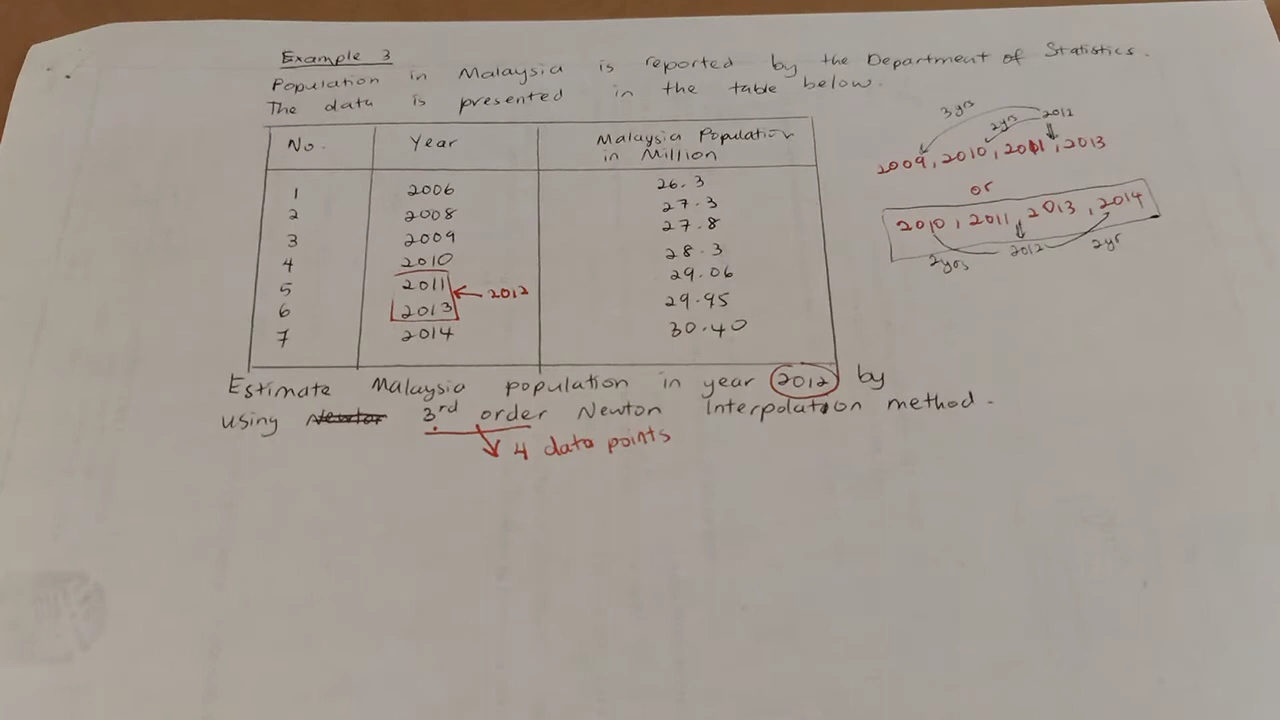 Example 3
Population in Malaysia is reported by the Department of Statistics.
The data is presented in the table below.
No. Year Malaysia Population in Million
1 2006 26.3
2 2008 27.3
3 2009 27.8
4 2010 28.3
5 2011 29.06
6 2013 29.95
7 2014 30.40
← 2012
Estimate Malaysia population in year 2012 by
using 3rd order Newton Interpolation method.
4 data points
3yrs 2012
2yrs
2009, 2010, 2011, 2013
or
2010, 2011, 2013, 2014
2yrs 2012 2yr